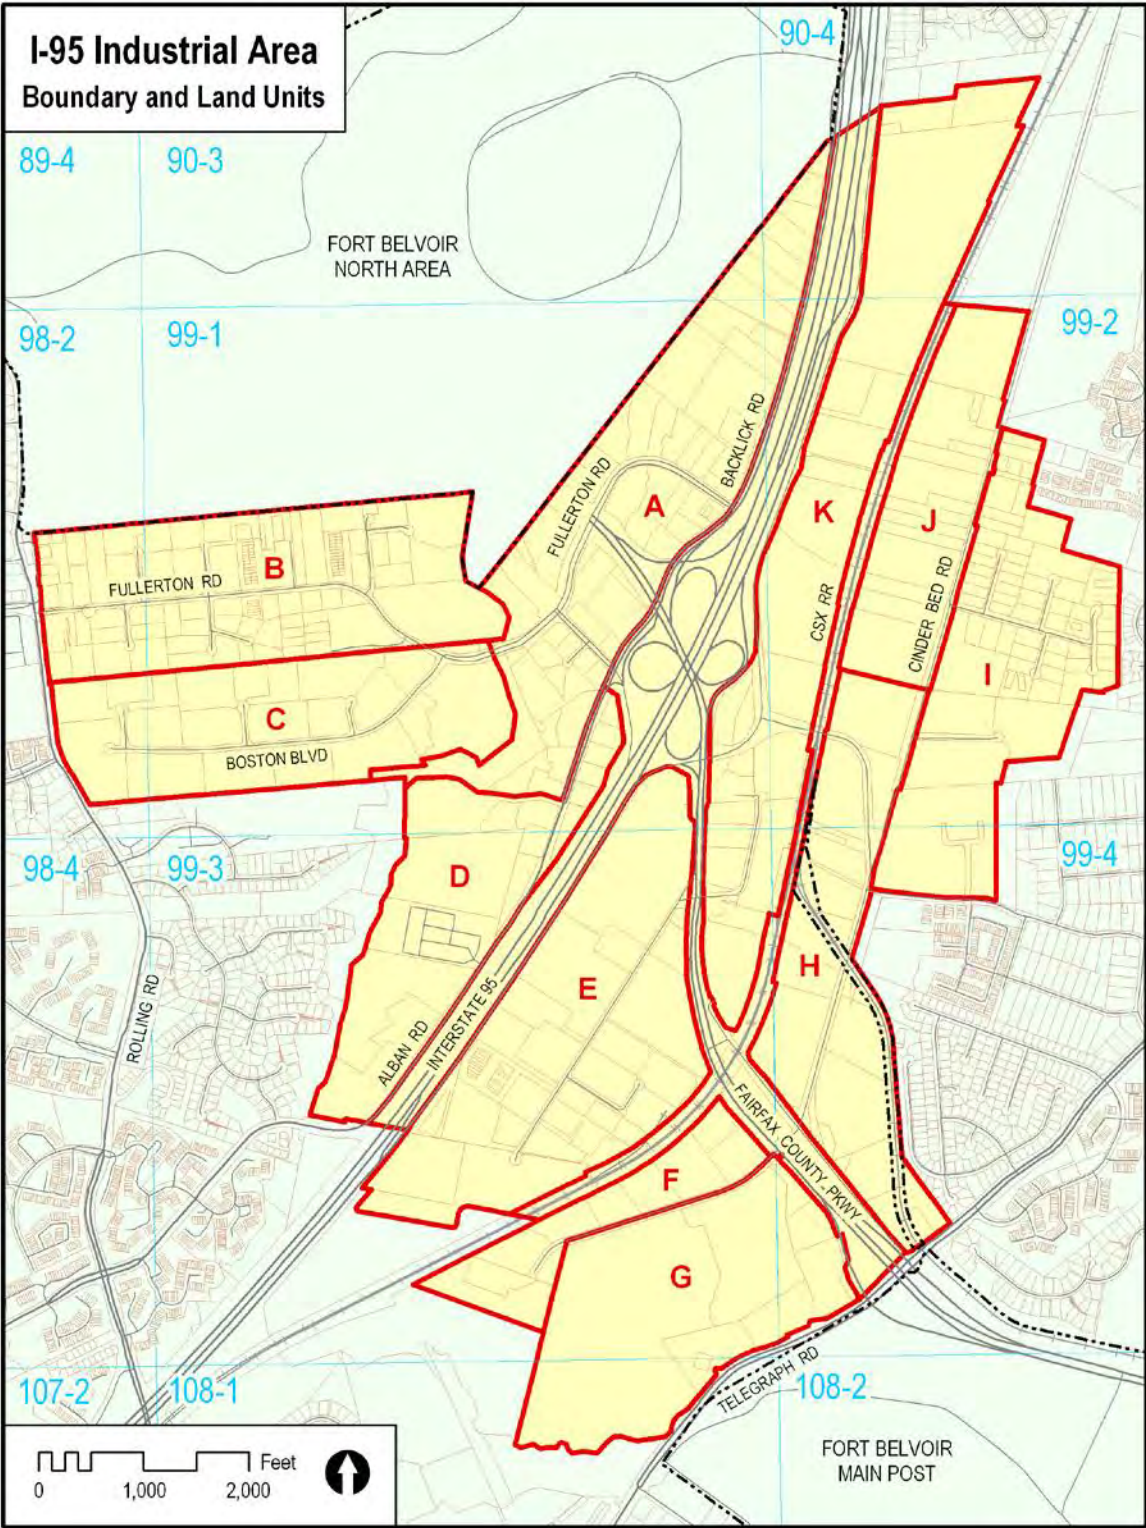 I-95 Industrial Area
Boundary and Land Units
90-4
89-4
90-3
FORT BELVOIR
NORTH AREA
98-2
99-1
99-2
BACKLICK RD
FULLERTON RD
A
K
J
B
FULLERTON RD
CSX RR
CINDER BED RD
I
C
BOSTON BLVD
98-4
99-3
99-4
D
E
H
ROLLING RD
INTERSTATE 95
ALBAN RD
FAIRFAX COUNTY PKWY
F
G
TELEGRAPH RD
107-2
108-1
108-2
FORT BELVOIR
MAIN POST
Feet
0
1,000
2,000